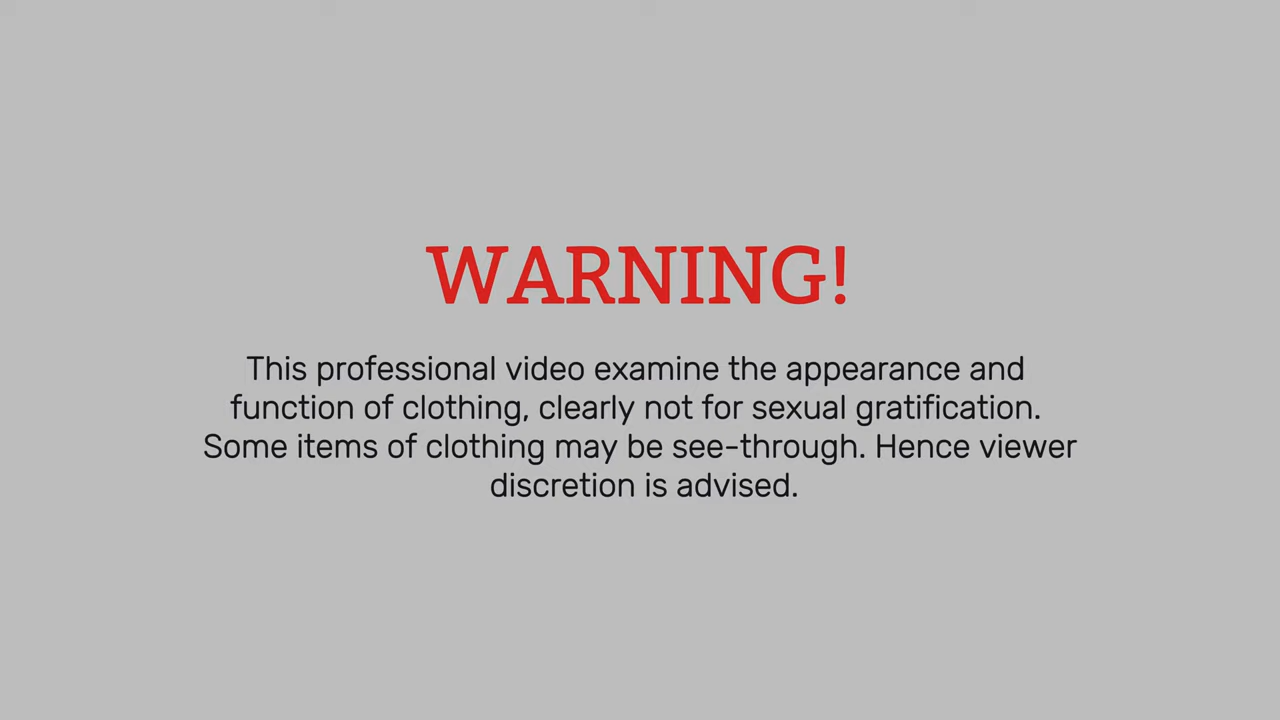 WARNING!
This professional video examine the appearance and
function of clothing, clearly not for sexual gratification.
Some items of clothing may be see-through. Hence viewer
discretion is advised.